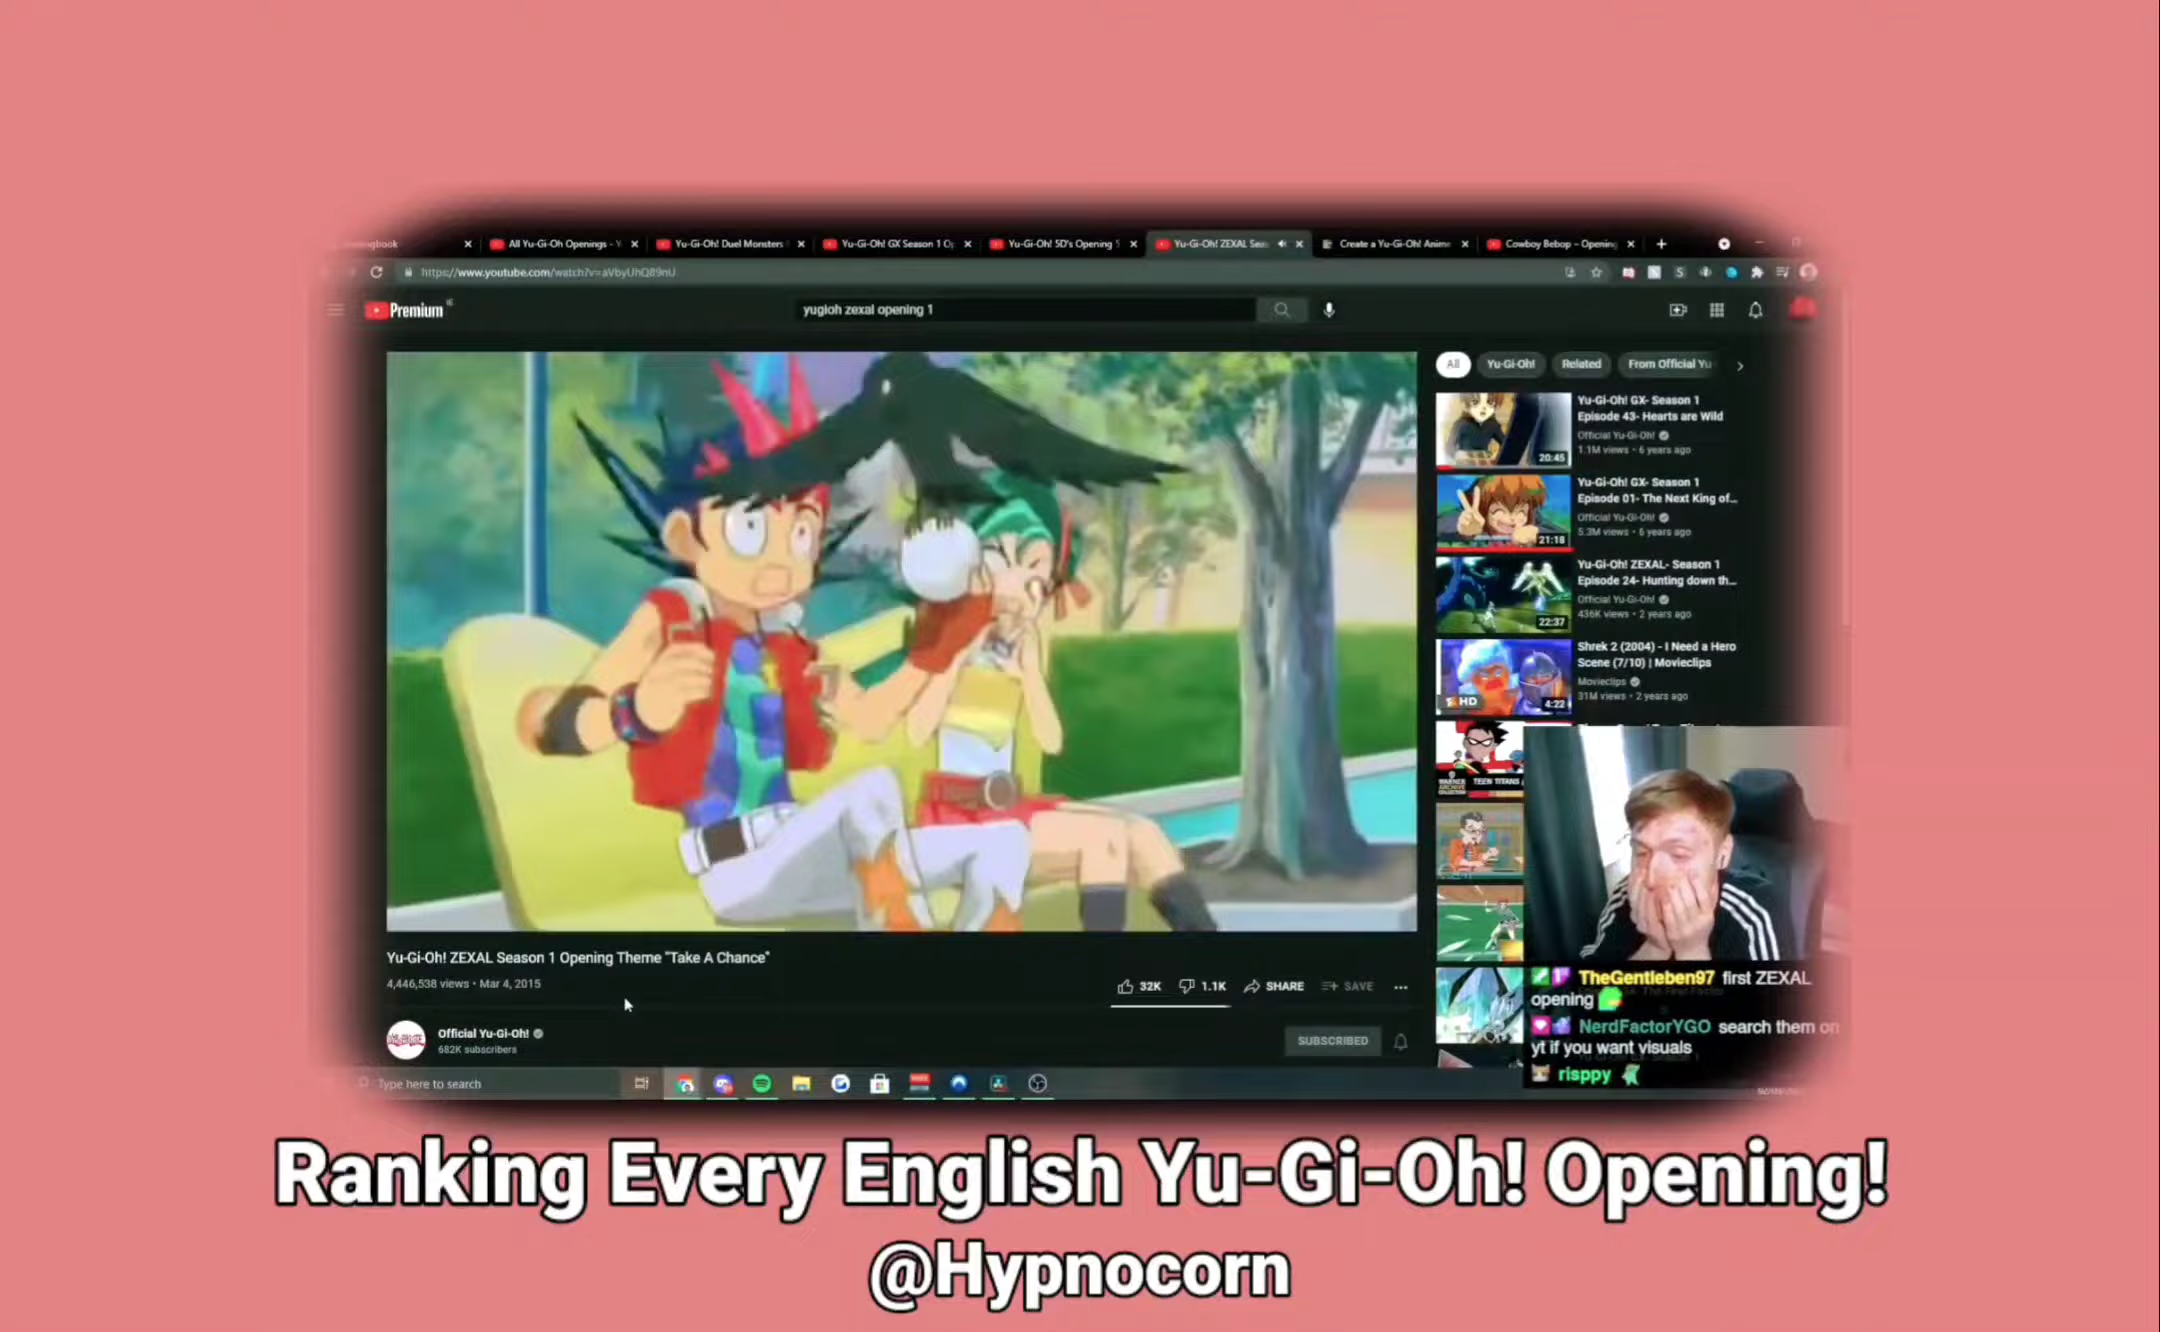 All Yu-Gi-Oh Openings - Y
Yu-Gi-Oh! Duel Monsters
Yu-Gi-Oh! GX Season 1 Op
Yu-Gi-Oh! 5D's Opening
Yu-Gi-Oh! ZEXAL Sea
Create a Yu-Gi-Oh! Anime
Cowboy Bebop – Opening
https://www.youtube.com/watch?v=aVbyUhQ89nU
Premium
yugioh zexal opening 1
All
Yu-Gi-Oh!
Related
From Official Yu
Yu-Gi-Oh! GX- Season 1
Episode 43- Hearts are Wild
Official Yu-Gi-Oh!
1.1M views • 6 years ago
20:45
Yu-Gi-Oh! GX- Season 1
Episode 01- The Next King of...
Official Yu-Gi-Oh!
5.3M views • 6 years ago
21:18
Yu-Gi-Oh! ZEXAL- Season 1
Episode 24- Hunting down th...
Official Yu-Gi-Oh!
436K views • 2 years ago
22:37
Shrek 2 (2004) - I Need a Hero
Scene (7/10) | Movieclips
Movieclips
31M views • 2 years ago
HD
4:22
WARNER
ARCHIVE
COLLECTION
TEEN TITANS
Yu-Gi-Oh! ZEXAL Season 1 Opening Theme "Take A Chance"
4,446,538 views • Mar 4, 2015
32K
1.1K
SHARE
SAVE
Official Yu-Gi-Oh!
682K subscribers
SUBSCRIBED
TheGentleben97 first ZEXAL
opening
NerdFactorYGO search them on
yt if you want visuals
risppy
Type here to search
Ranking Every English Yu-Gi-Oh! Opening!
@Hypnocorn